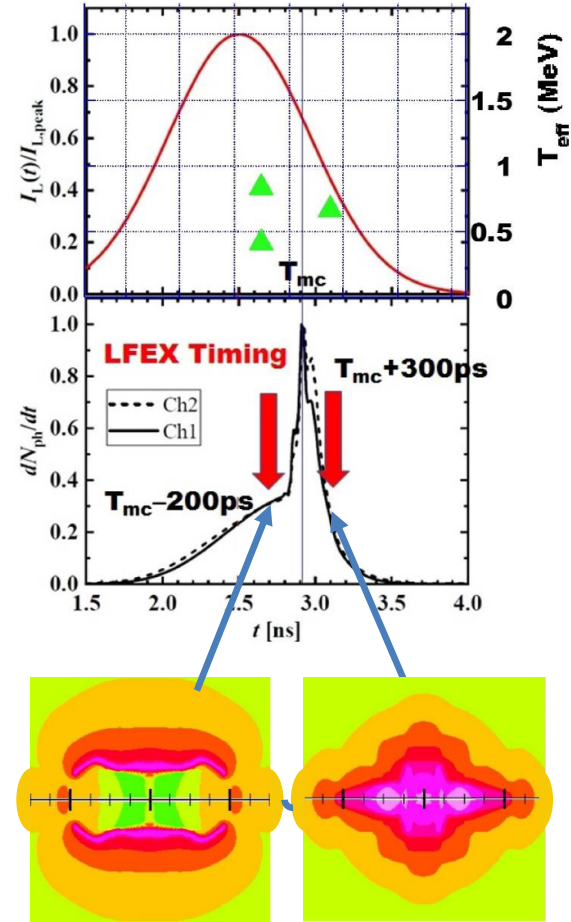 I_L(t)/I_L,peak
1.0
0.8
0.6
0.4
0.2
0.0
2
1.5
1
0.5
0
T_eff (MeV)
T_mc
dN_ph/dt
1.0
0.8
0.6
0.4
0.2
0.0
LFEX Timing
T_mc+300ps
Ch2
Ch1
T_mc–200ps
1.5 2.0 2.5 3.0 3.5 4.0
t [ns]